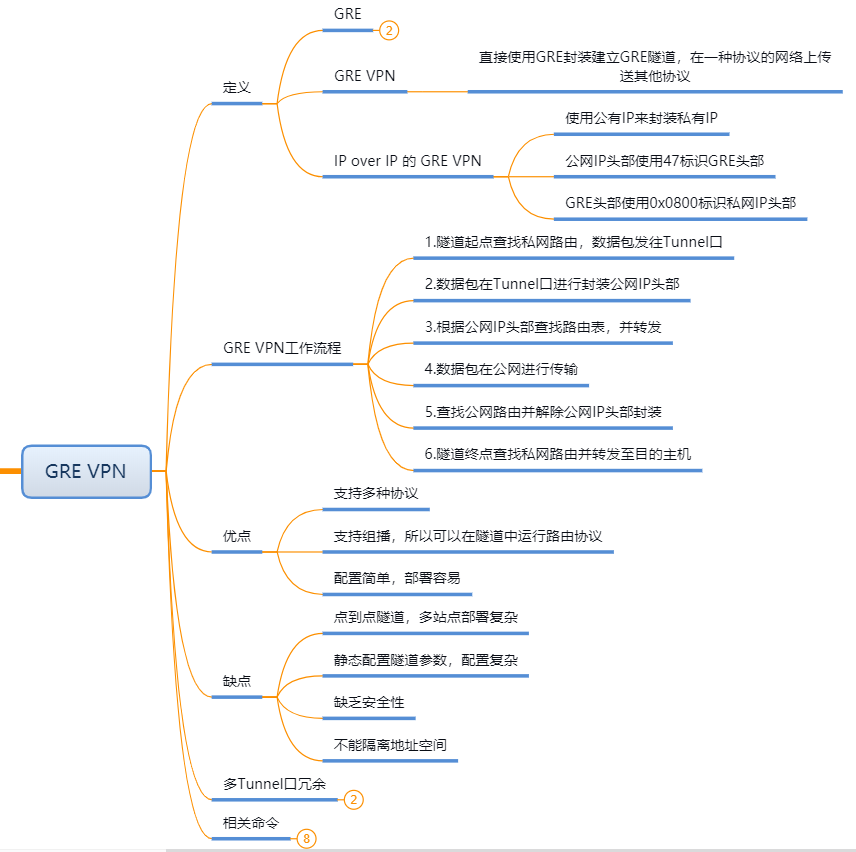 GRE VPN
定义
GRE
2
GRE VPN
直接使用GRE封装建立GRE隧道，在一种协议的网络上传
送其他协议
IP over IP 的 GRE VPN
使用公有IP来封装私有IP
公网IP头部使用47标识GRE头部
GRE头部使用0x0800标识私网IP头部
GRE VPN工作流程
1.隧道起点查找私网路由，数据包发往Tunnel口
2.数据包在Tunnel口进行封装公网IP头部
3.根据公网IP头部查找路由表，并转发
4.数据包在公网进行传输
5.查找公网路由并解除公网IP头部封装
6.隧道终点查找私网路由并转发至目的主机
优点
支持多种协议
支持组播，所以可以在隧道中运行路由协议
配置简单，部署容易
缺点
点到点隧道，多站点部署复杂
静态配置隧道参数，配置复杂
缺乏安全性
不能隔离地址空间
多Tunnel口冗余
2
相关命令
8